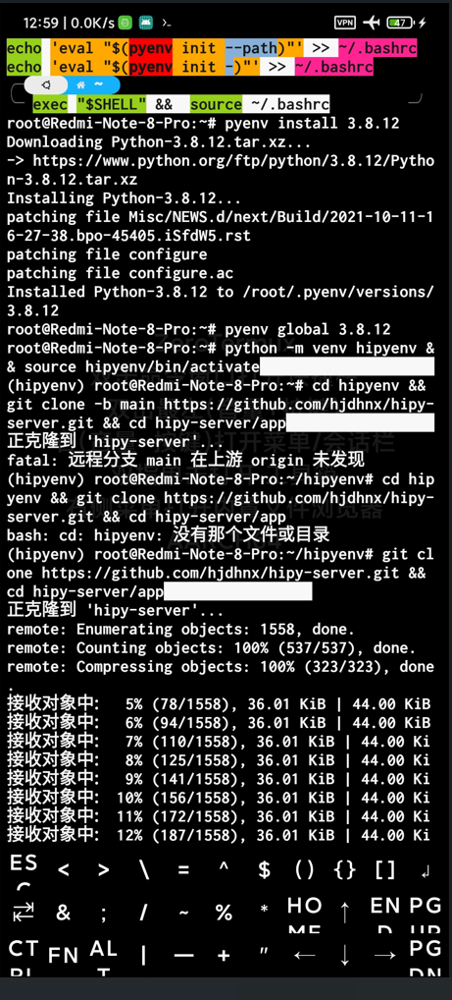 12:59 | 0.0K/s
VPN 47
echo 'eval "$(pyenv init --path)"' >> ~/.bashrc
echo 'eval "$(pyenv init -)"' >> ~/.bashrc
~
exec "$SHELL" && source ~/.bashrc
root@Redmi-Note-8-Pro:~# pyenv install 3.8.12
Downloading Python-3.8.12.tar.xz...
-> https://www.python.org/ftp/python/3.8.12/Pytho
n-3.8.12.tar.xz
Installing Python-3.8.12...
patching file Misc/NEWS.d/next/Build/2021-10-11-1
6-27-38.bpo-45405.iSfdW5.rst
patching file configure
patching file configure.ac
Installed Python-3.8.12 to /root/.pyenv/versions/
3.8.12
root@Redmi-Note-8-Pro:~# pyenv global 3.8.12
root@Redmi-Note-8-Pro:~# python -m venv hipyenv &
& source hipyenv/bin/activate
(hipyenv) root@Redmi-Note-8-Pro:~# cd hipyenv &&
git clone -b main https://github.com/hjdhnx/hipy-
server.git && cd hipy-server/app
正克隆到 'hipy-server'...
fatal: 远程分支 main 在上游 origin 未发现
(hipyenv) root@Redmi-Note-8-Pro:~/hipyenv# cd hip
yenv && git clone https://github.com/hjdhnx/hipy-
server.git && cd hipy-server/app
bash: cd: hipyenv: 没有那个文件或目录
(hipyenv) root@Redmi-Note-8-Pro:~/hipyenv# git cl
one https://github.com/hjdhnx/hipy-server.git &&
cd hipy-server/app
正克隆到 'hipy-server'...
remote: Enumerating objects: 1558, done.
remote: Counting objects: 100% (537/537), done.
remote: Compressing objects: 100% (323/323), done
.
接收对象中:   5% (78/1558), 36.01 KiB | 44.00 KiB
接收对象中:   6% (94/1558), 36.01 KiB | 44.00 KiB
接收对象中:   7% (110/1558), 36.01 KiB | 44.00 Ki
接收对象中:   8% (125/1558), 36.01 KiB | 44.00 Ki
接收对象中:   9% (141/1558), 36.01 KiB | 44.00 Ki
接收对象中:  10% (156/1558), 36.01 KiB | 44.00 Ki
接收对象中:  11% (172/1558), 36.01 KiB | 44.00 Ki
接收对象中:  12% (187/1558), 36.01 KiB | 44.00 Ki
ESC < > \ = ^ $ () {} [] ↲
⇄ & ; / ~ % * HOME ↑ END PGUP
CTRL FN ALT | — + " ← ↓ → PGDN